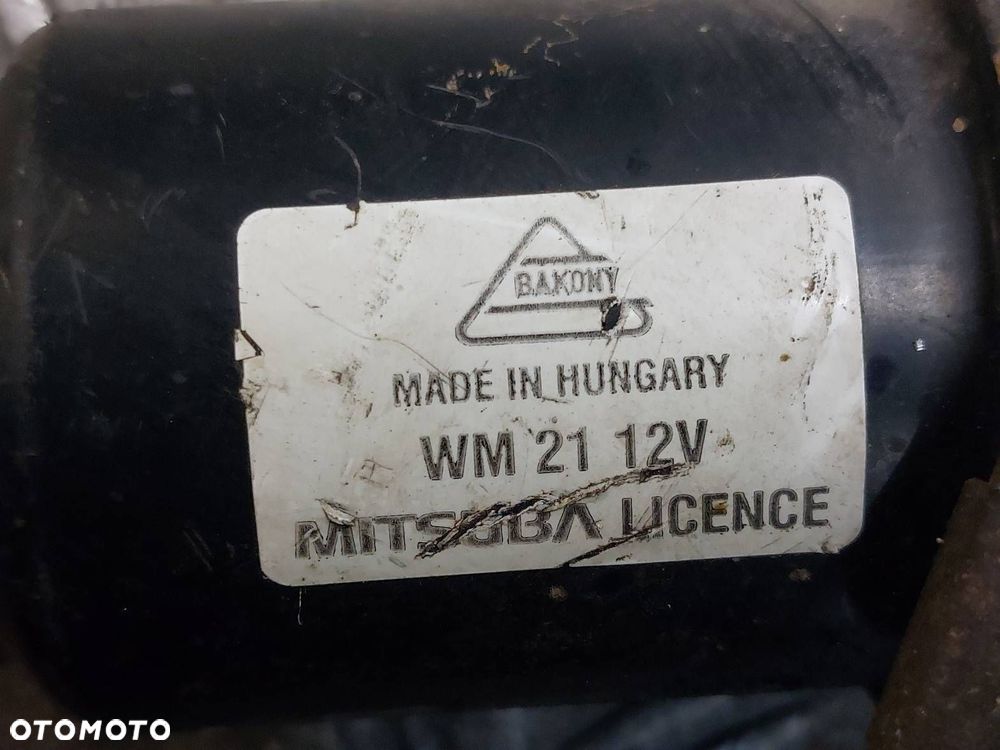 BAKONY
MADE IN HUNGARY
WM 21 12V
MITSUBA LICENCE
OTOMOTO